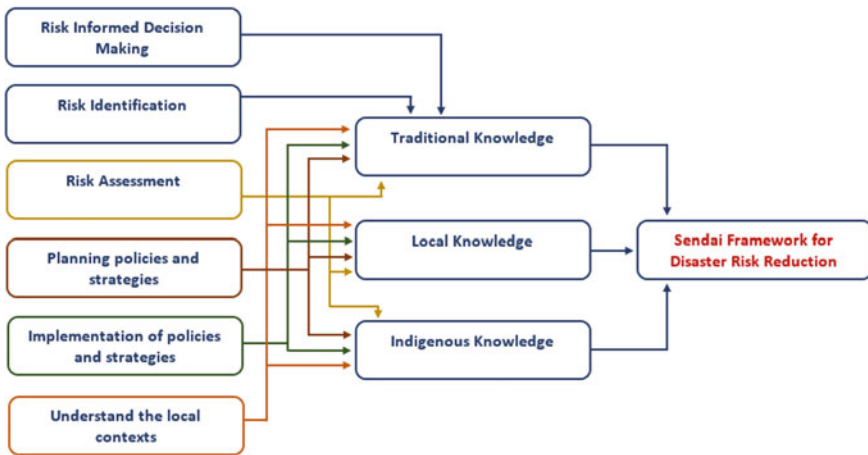 Risk Informed Decision
Making
Risk Identification
Risk Assessment
Planning policies and
strategies
Implementation of policies
and strategies
Understand the local
contexts
Traditional Knowledge
Local Knowledge
Indigenous Knowledge
Sendai Framework for
Disaster Risk Reduction